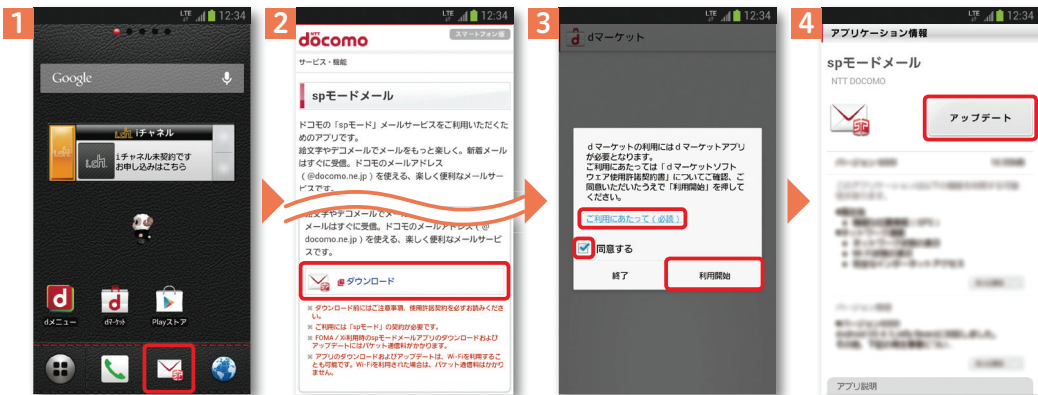 1
LTE 12:34
Google
iチャネル
iチャネル未契約です
お申し込みはこちら
dメニュー
dマーケット
Playストア
2
LTE 12:34
NTT
döcomo
スマートフォン版
サービス・機能
spモードメール
ドコモの「spモード」メールサービスをご利用いただくた
めのアプリです。
絵文字やデコメールでメールをもっと楽しく。新着メール
はすぐに受信。ドコモのメールアドレス
( @docomo.ne.jp ) を使える、楽しく便利なメールサー
ビスです。
絵文字やデコメールでメー
メールはすぐに受信。ドコモのメールアドレス ( @
docomo.ne.jp ) を使える、楽しく便利なメールサービ
スです。
ダウンロード
※ ダウンロード前にはご注意事項、使用許諾契約を必ずお読みくださ
い。
※ ご利用には「spモード」の契約が必要です。
※ FOMA / Xi利用時のspモードメールアプリのダウンロードおよび
アップデートにはパケット通信料がかかります。
※ アプリのダウンロードおよびアップデートは、Wi-Fiを利用するこ
とも可能です。Wi-Fiを利用された場合は、パケット通信料はかかり
ません。
3
LTE 12:34
d dマーケット
dマーケットの利用にはdマーケットアプリ
が必要となります。
ご利用にあたっては「dマーケットソフト
ウェア使用許諾契約書」についてご確認、ご
同意いただいたうえで「利用開始」を押して
ください。
ご利用にあたって ( 必読 )
同意する
終了 利用開始
4
LTE 12:34
アプリケーション情報
spモードメール
NTT DOCOMO
アップデート
アプリ説明